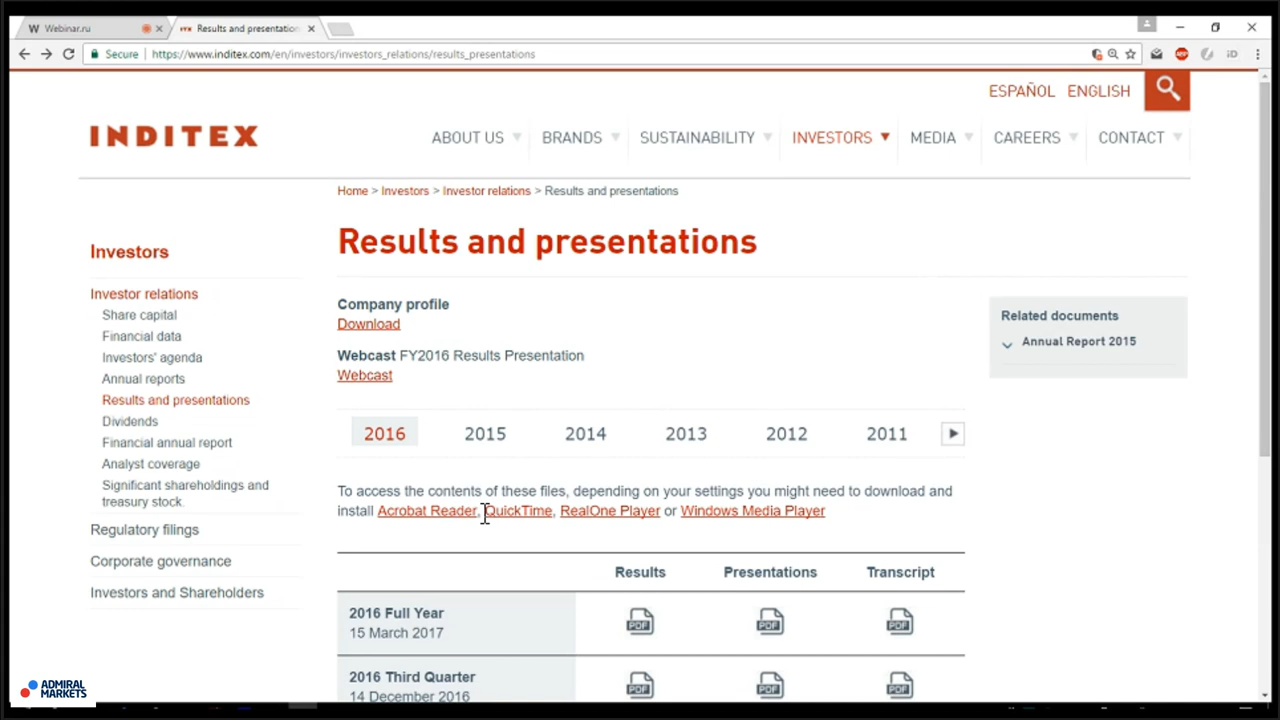 Webinar.ru
Results and presentation
Secure https://www.inditex.com/en/investors/investors_relations/results_presentations
ESPAÑOL ENGLISH
INDITEX
ABOUT US BRANDS SUSTAINABILITY INVESTORS MEDIA CAREERS CONTACT
Home > Investors > Investor relations > Results and presentations
Results and presentations
Investors
Investor relations
Share capital
Financial data
Investors' agenda
Annual reports
Results and presentations
Dividends
Financial annual report
Analyst coverage
Significant shareholdings and
treasury stock.
Regulatory filings
Corporate governance
Investors and Shareholders
Company profile
Download
Webcast FY2016 Results Presentation
Webcast
Related documents
Annual Report 2015
2016 2015 2014 2013 2012 2011
To access the contents of these files, depending on your settings you might need to download and
install Acrobat Reader, QuickTime, RealOne Player or Windows Media Player
Results Presentations Transcript
2016 Full Year
15 March 2017
PDF PDF PDF
2016 Third Quarter
14 December 2016
PDF PDF PDF
ADMIRAL
MARKETS